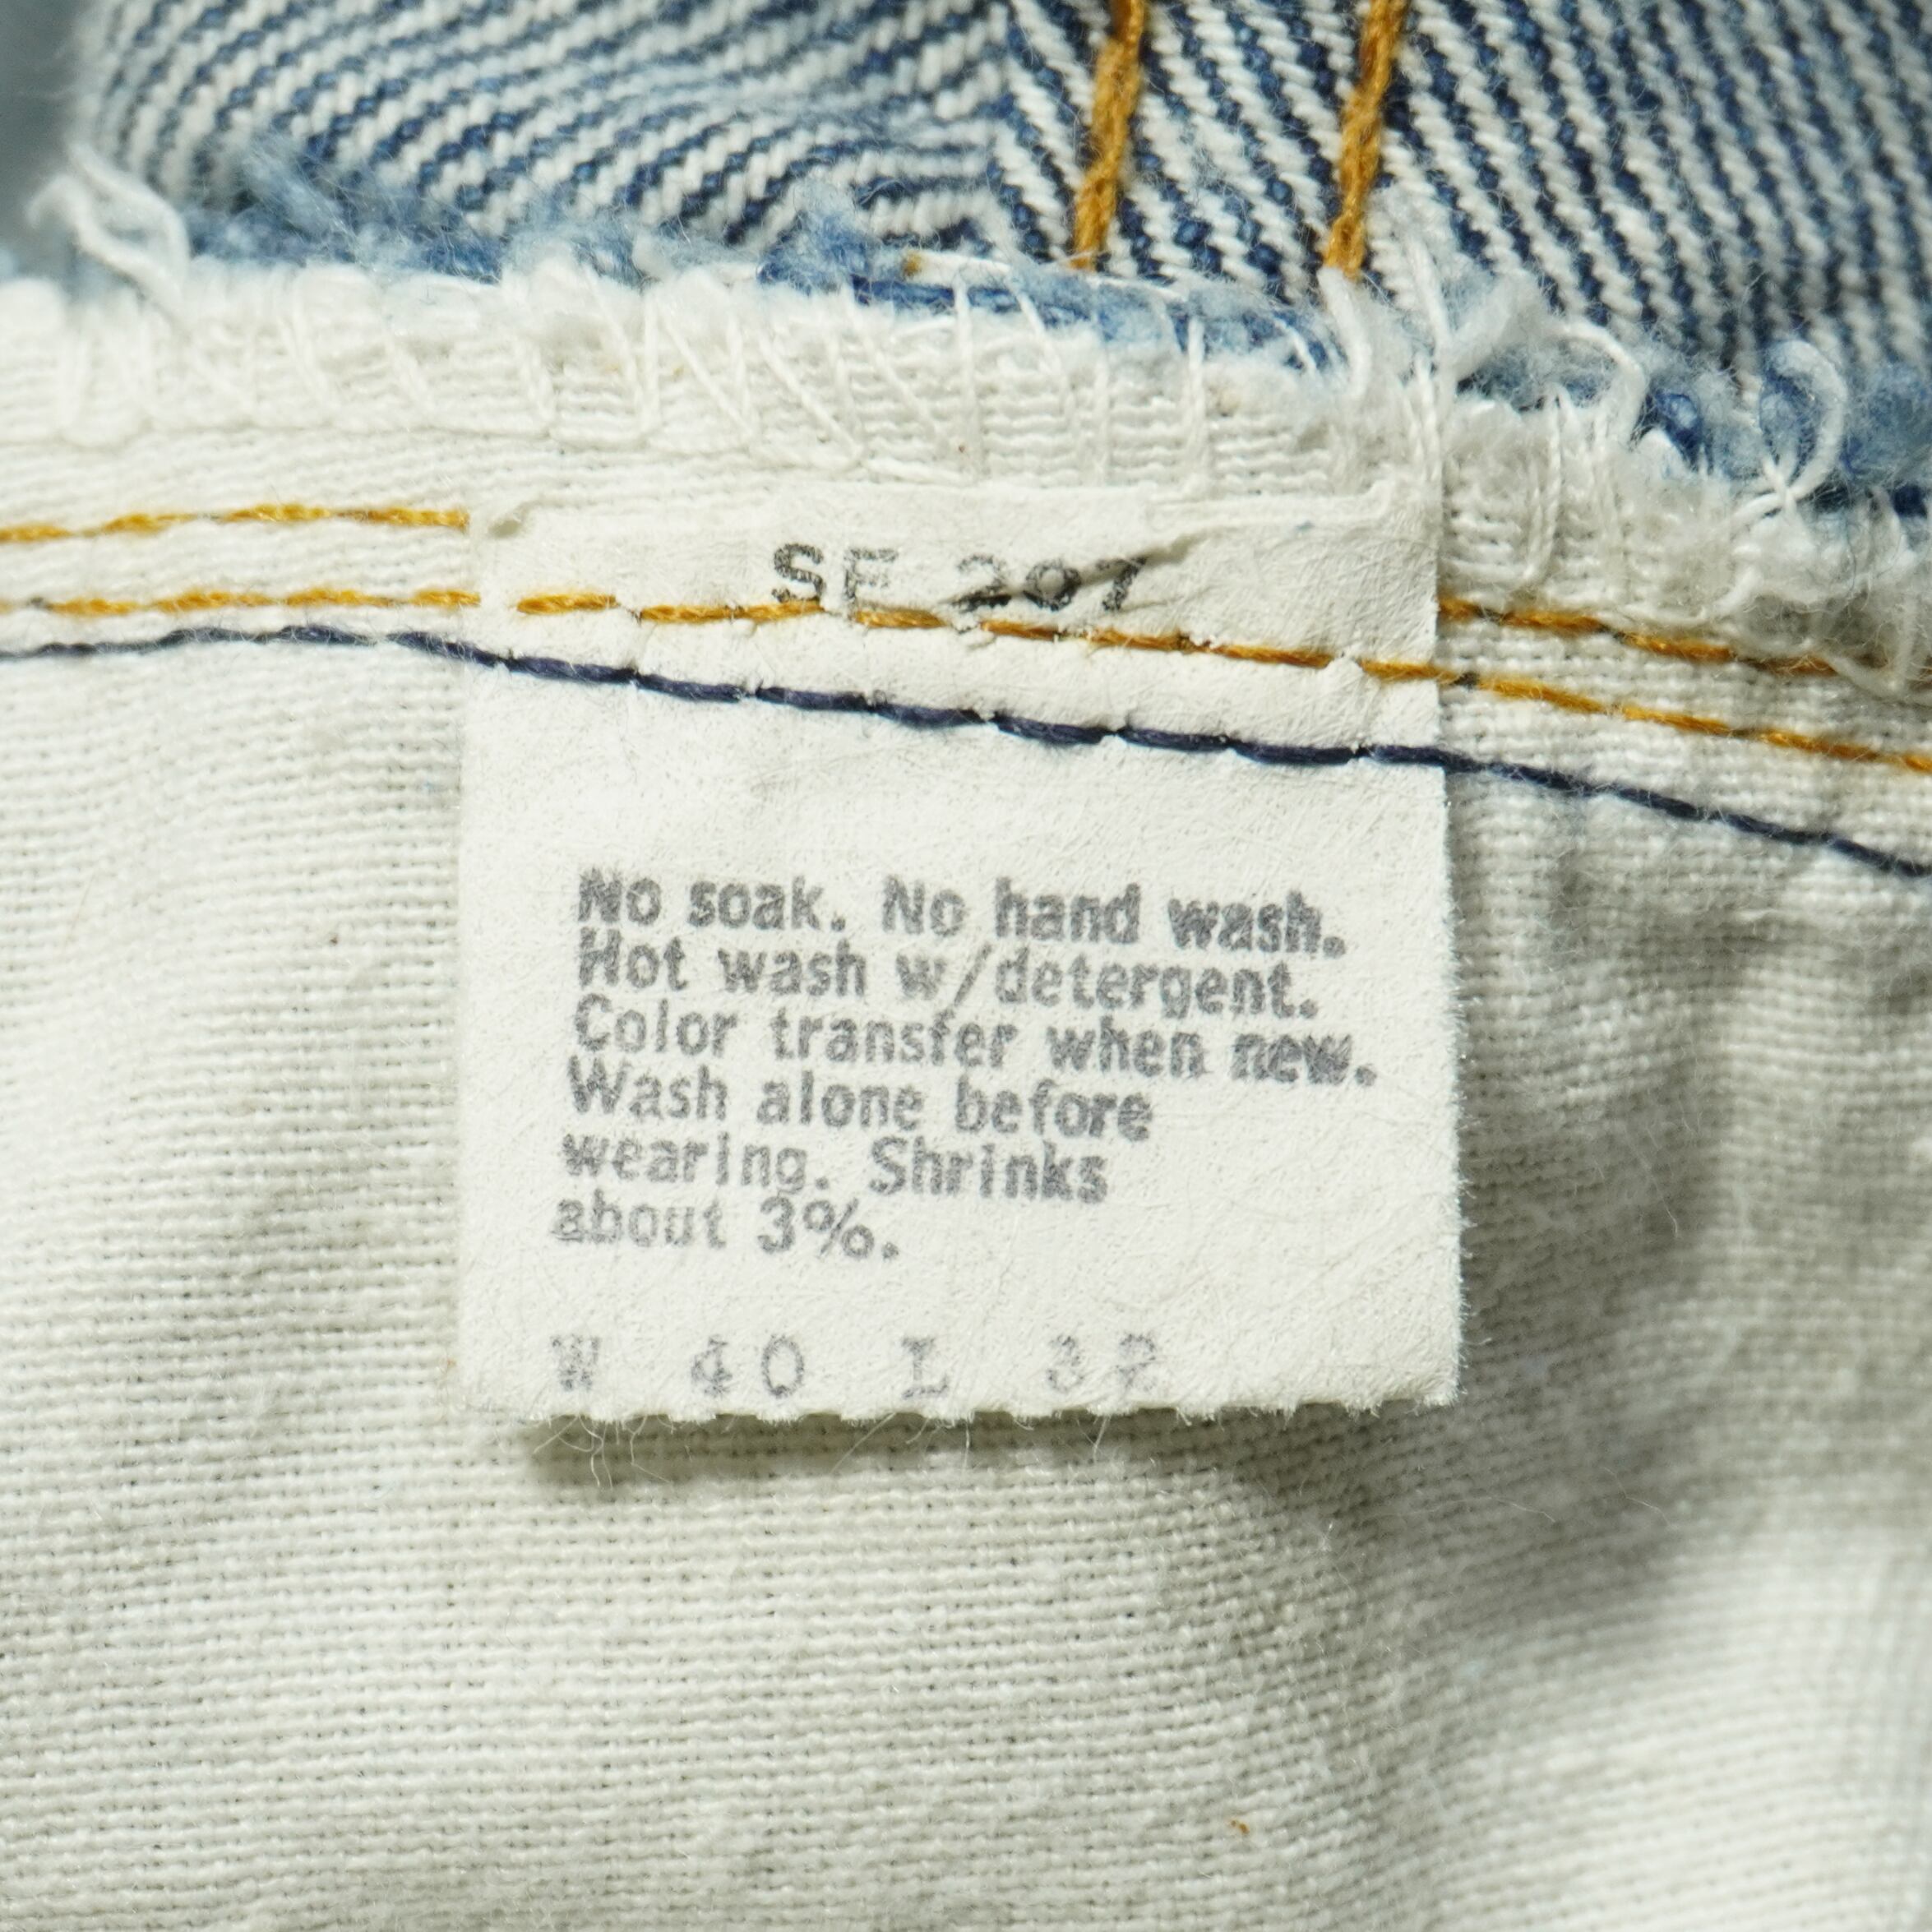 SF 207
No soak. No hand wash.
Hot wash w/detergent.
Color transfer when new.
Wash alone before
wearing. Shrinks
about 3%.
W 40 L 32